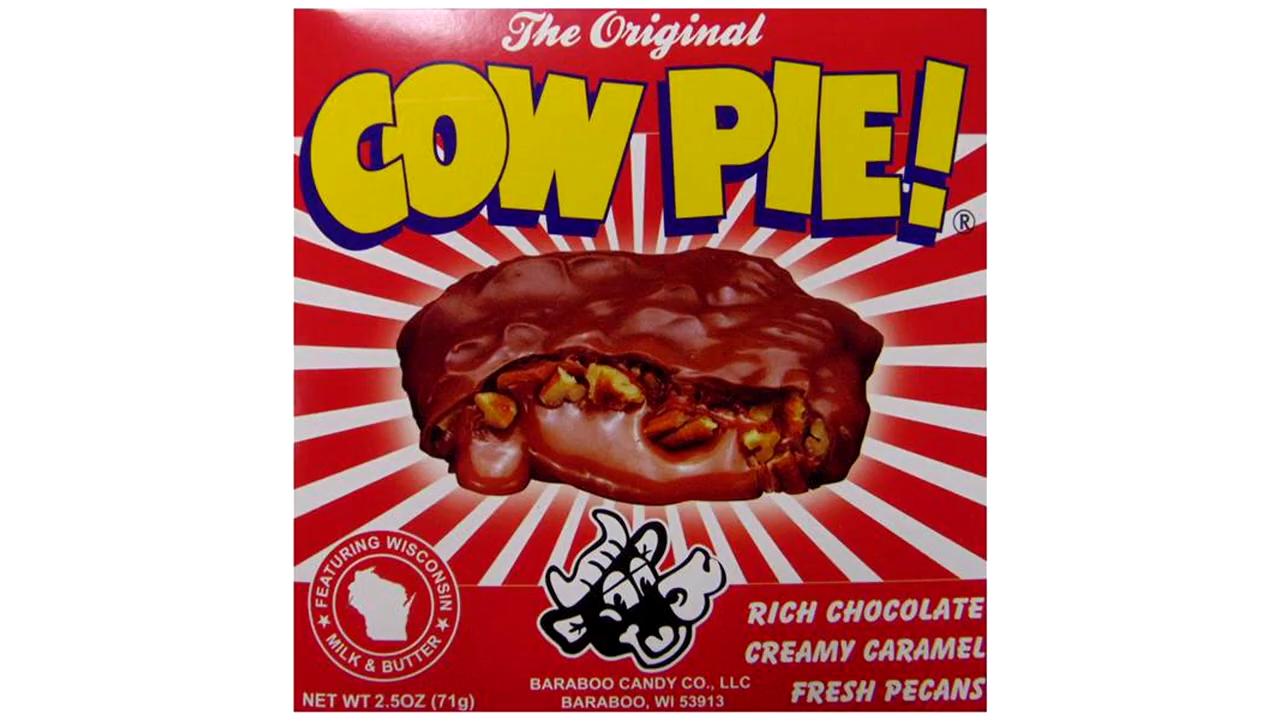 The Original
COW PIE!
®
FEATURING WISCONSIN
★ MILK & BUTTER ★
RICH CHOCOLATE
CREAMY CARAMEL
FRESH PECANS
BARABOO CANDY CO., LLC
BARABOO, WI 53913
NET WT 2.5OZ (71g)